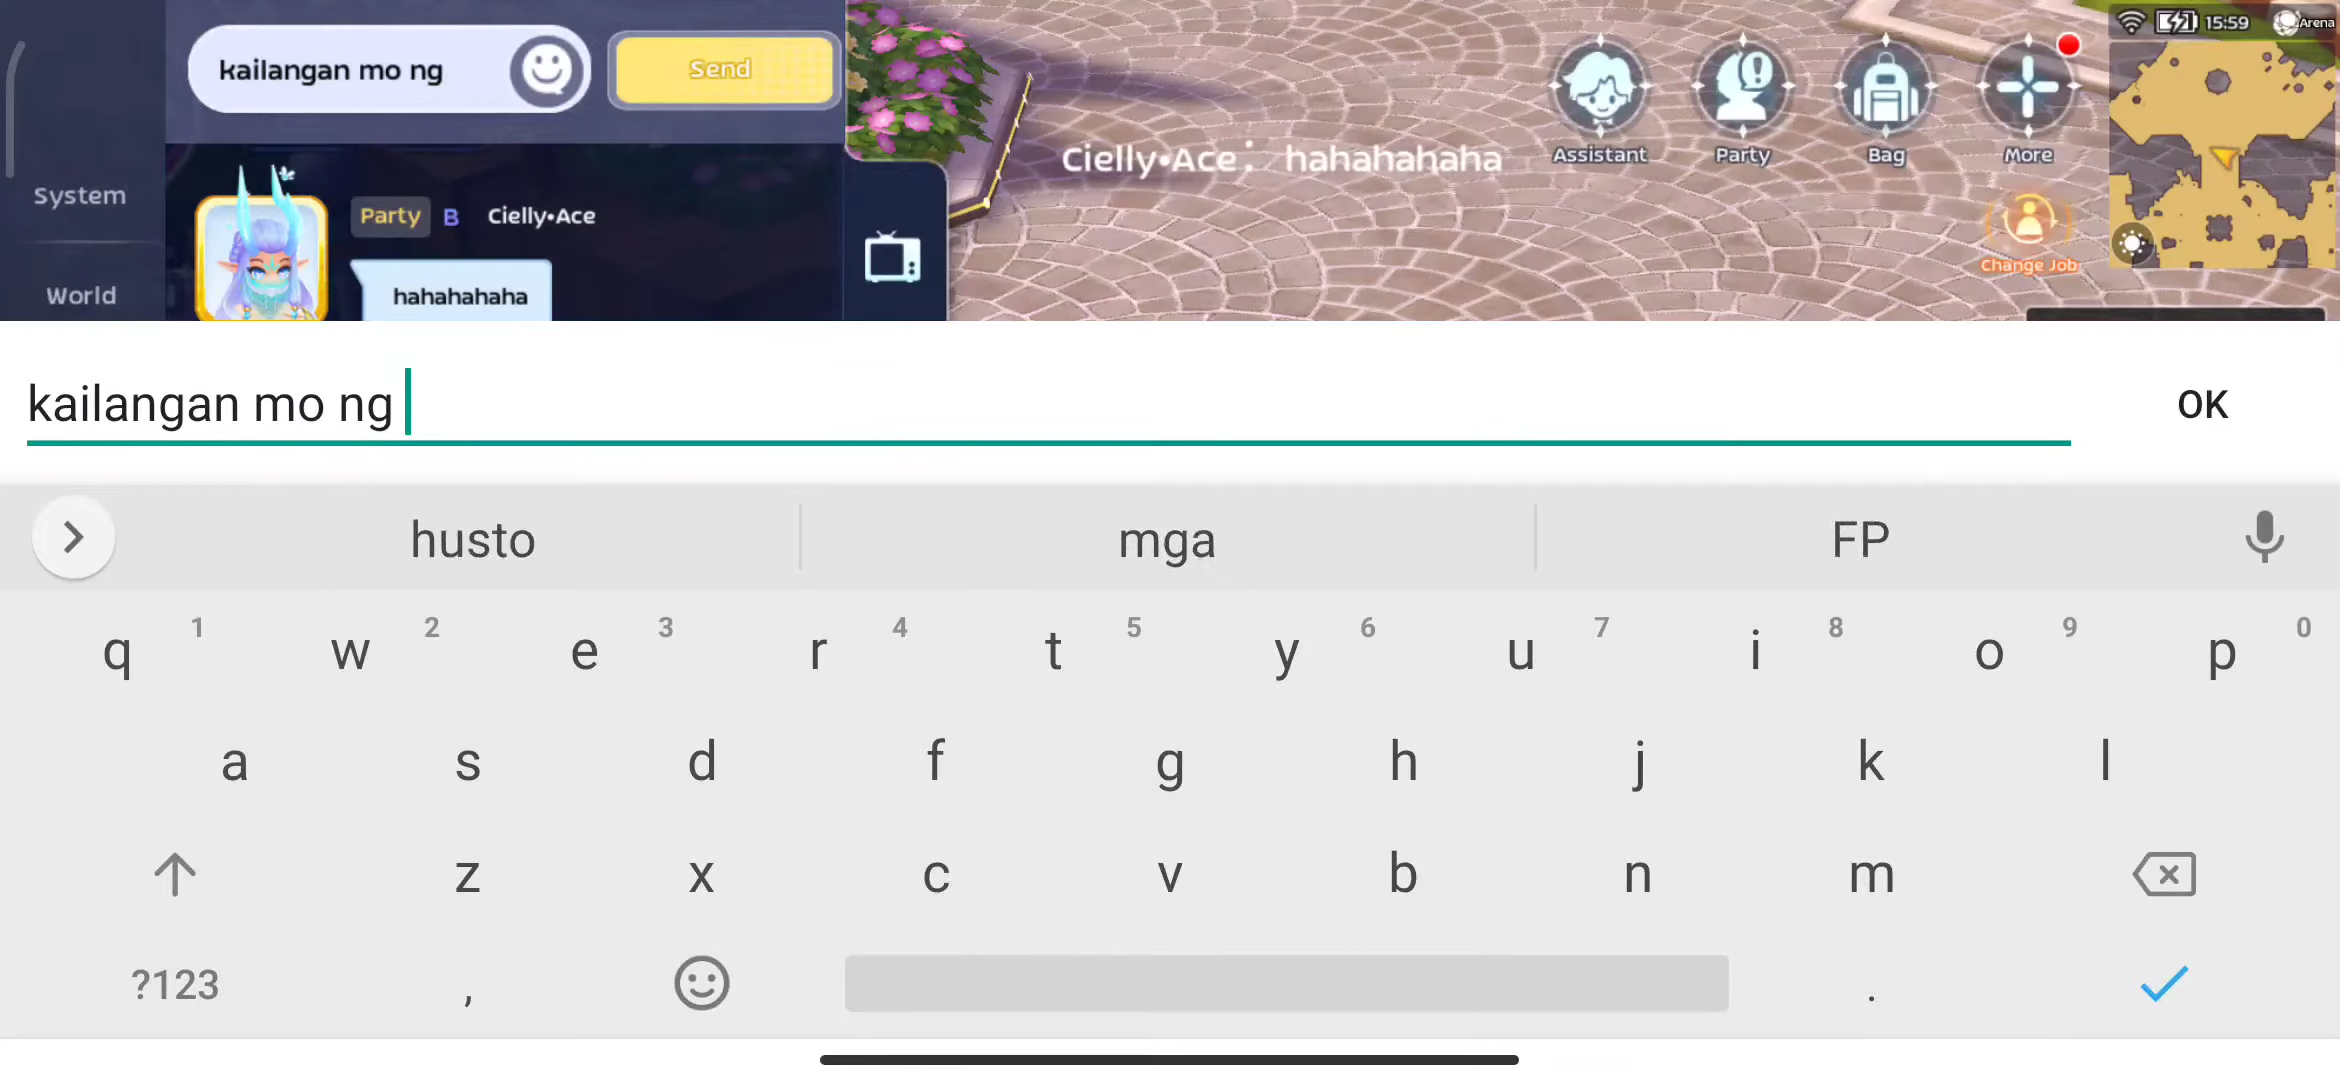 kailangan mo ng
Send
15:59
Arena
System
World
Party B Cielly•Ace
hahahahaha
Cielly•Ace: hahahahaha
Assistant
Party
Bag
More
Change Job
kailangan mo ng
OK
husto mga FP
q 1 w 2 e 3 r 4 t 5 y 6 u 7 i 8 o 9 p 0
a s d f g h j k l
z x c v b n m
?123 , .